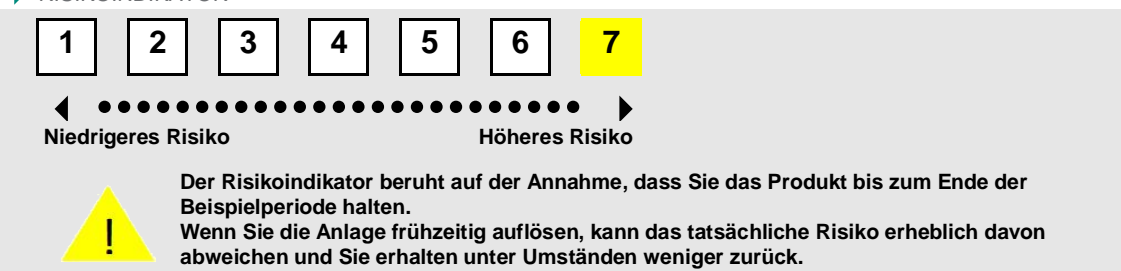 RISIKOINDIKATOR
1 2 3 4 5 6 7
Niedrigeres Risiko Höheres Risiko
Der Risikoindikator beruht auf der Annahme, dass Sie das Produkt bis zum Ende der
Beispielperiode halten.
! Wenn Sie die Anlage frühzeitig auflösen, kann das tatsächliche Risiko erheblich davon
abweichen und Sie erhalten unter Umständen weniger zurück.